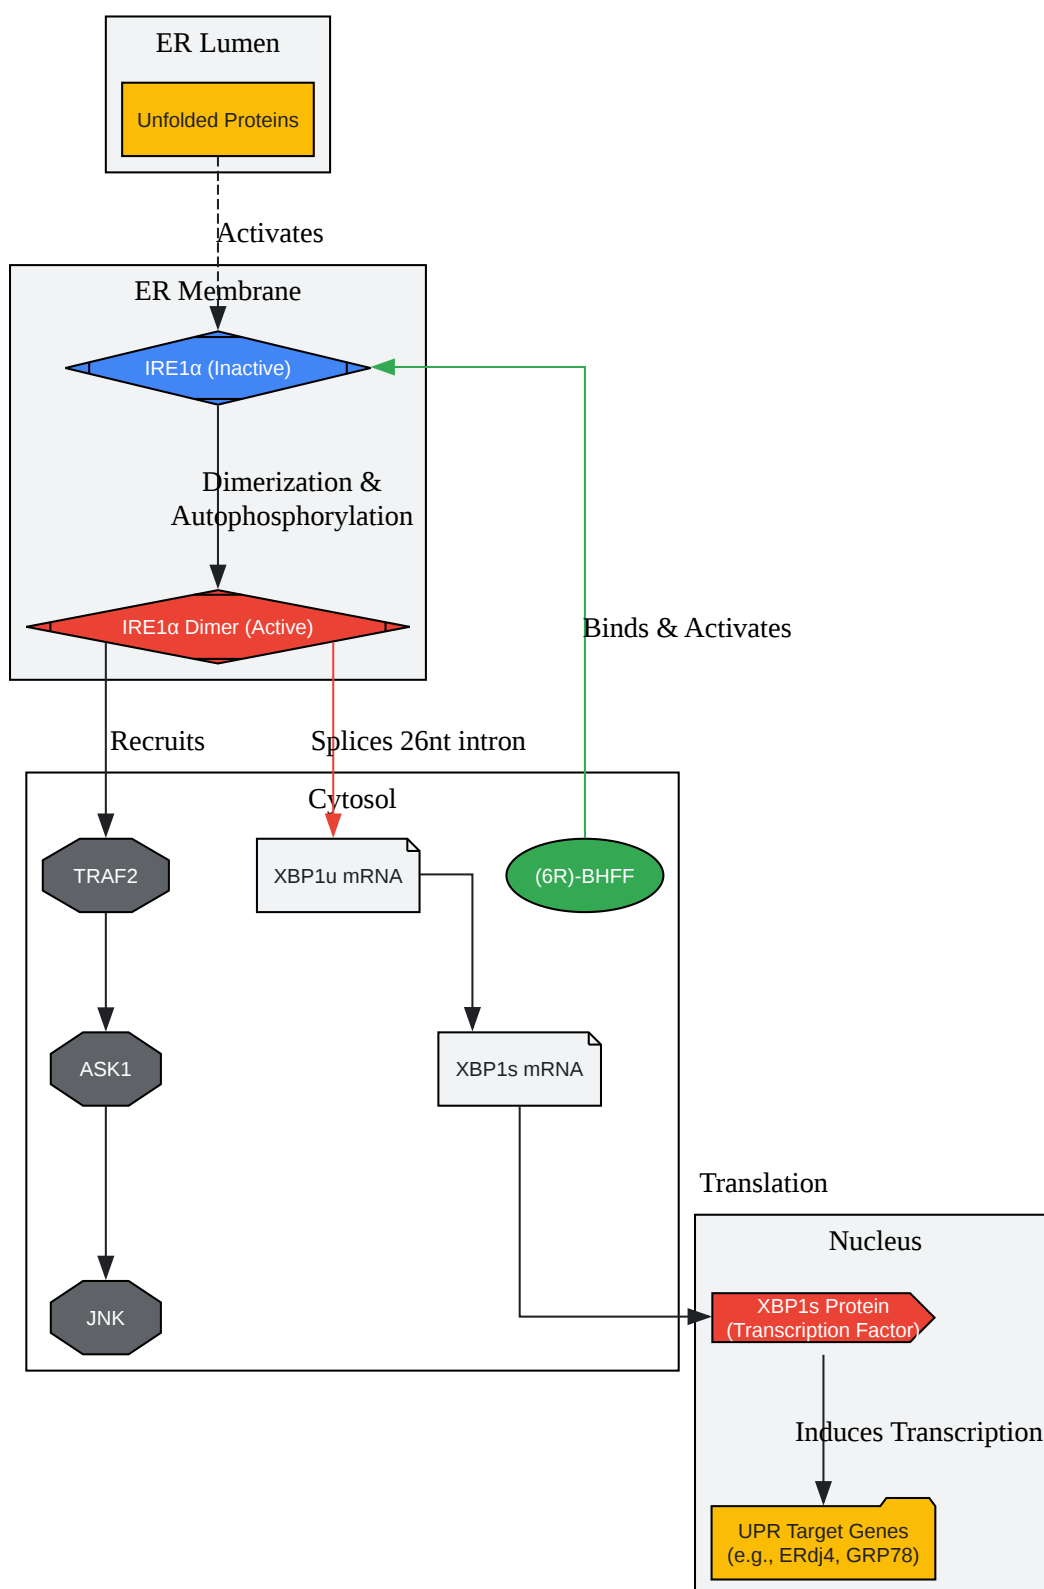 ER Lumen
Unfolded Proteins
Activates
ER Membrane
IRE1α (Inactive)
Dimerization &
Autophosphorylation
IRE1α Dimer (Active)
Binds & Activates
Recruits
Splices 26nt intron
Cytosol
TRAF2
XBP1u mRNA
(6R)-BHFF
ASK1
XBP1s mRNA
Translation
Nucleus
JNK
XBP1s Protein
(Transcription Factor)
Induces Transcription
UPR Target Genes
(e.g., ERdj4, GRP78)